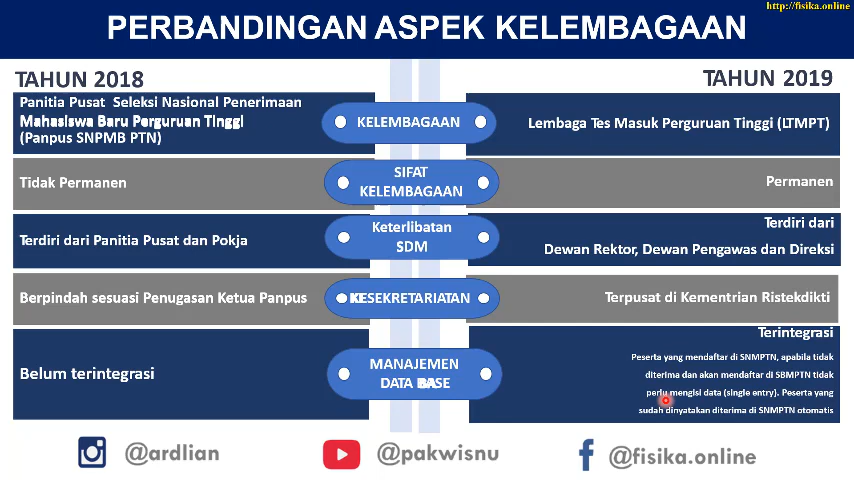 http://fisika.online
PERBANDINGAN ASPEK KELEMBAGAAN
TAHUN 2018
TAHUN 2019
Panitia Pusat Seleksi Nasional Penerimaan
Mahasiswa Baru Perguruan Tinggi
(Panpus SNPMB PTN)
KELEMBAGAAN
Lembaga Tes Masuk Perguruan Tinggi (LTMPT)
Tidak Permanen
SIFAT
KELEMBAGAAN
Permanen
Terdiri dari Panitia Pusat dan Pokja
Keterlibatan
SDM
Terdiri dari
Dewan Rektor, Dewan Pengawas dan Direksi
Berpindah sesuasi Penugasan Ketua Panpus
KESEKRETARIATAN
Terpusat di Kementrian Ristekdikti
Belum terintegrasi
MANAJEMEN
DATA BASE
Terintegrasi
Peserta yang mendaftar di SNMPTN, apabila tidak
diterima dan akan mendaftar di SBMPTN tidak
perlu mengisi data (single entry). Peserta yang
sudah dinyatakan diterima di SNMPTN otomatis
@ardlian
@pakwisnu
@fisika.online